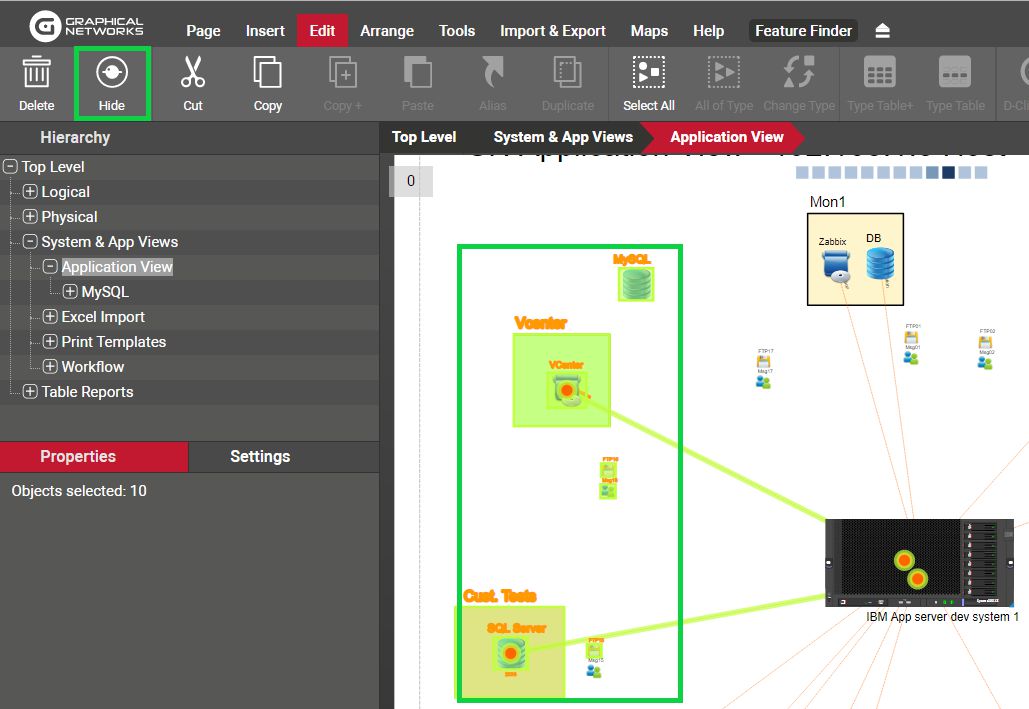 GRAPHICAL
NETWORKS
Page Insert Edit Arrange Tools Import & Export Maps Help Feature Finder
Delete Hide Cut Copy Copy + Paste Alias Duplicate Select All All of Type Change Type Type Table+ Type Table D-Cli
Hierarchy
Top Level System & App Views Application View
Top Level
Logical
Physical
System & App Views
Application View
MySQL
Excel Import
Print Templates
Workflow
Table Reports
Properties Settings
Objects selected: 10
0
Mon1
Zabbix DB
MySQL
Vcenter
VCenter
FTP01
Msg01
FTP02
Msg02
FTP17
Msg17
FTP16
Msg16
Cust. Tests
SQL Server
FTP15
Msg15
IBM App server dev system 1